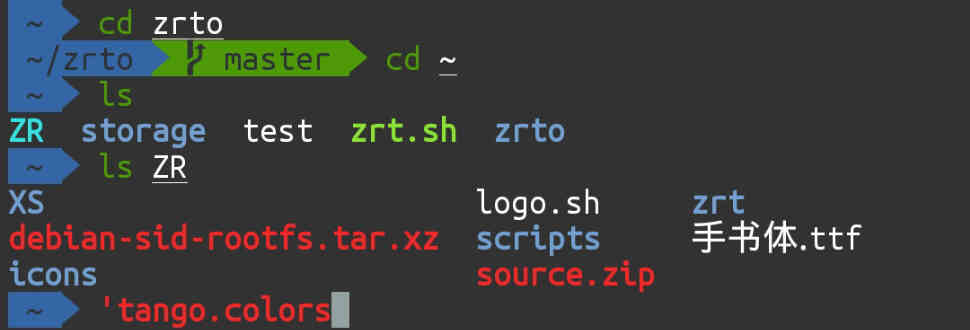 ~ cd zrto
~/zrto master cd ~
~ ls
ZR storage test zrt.sh zrto
~ ls ZR
XS logo.sh zrt
debian-sid-rootfs.tar.xz scripts 手书体.ttf
icons source.zip
~ 'tango.colors